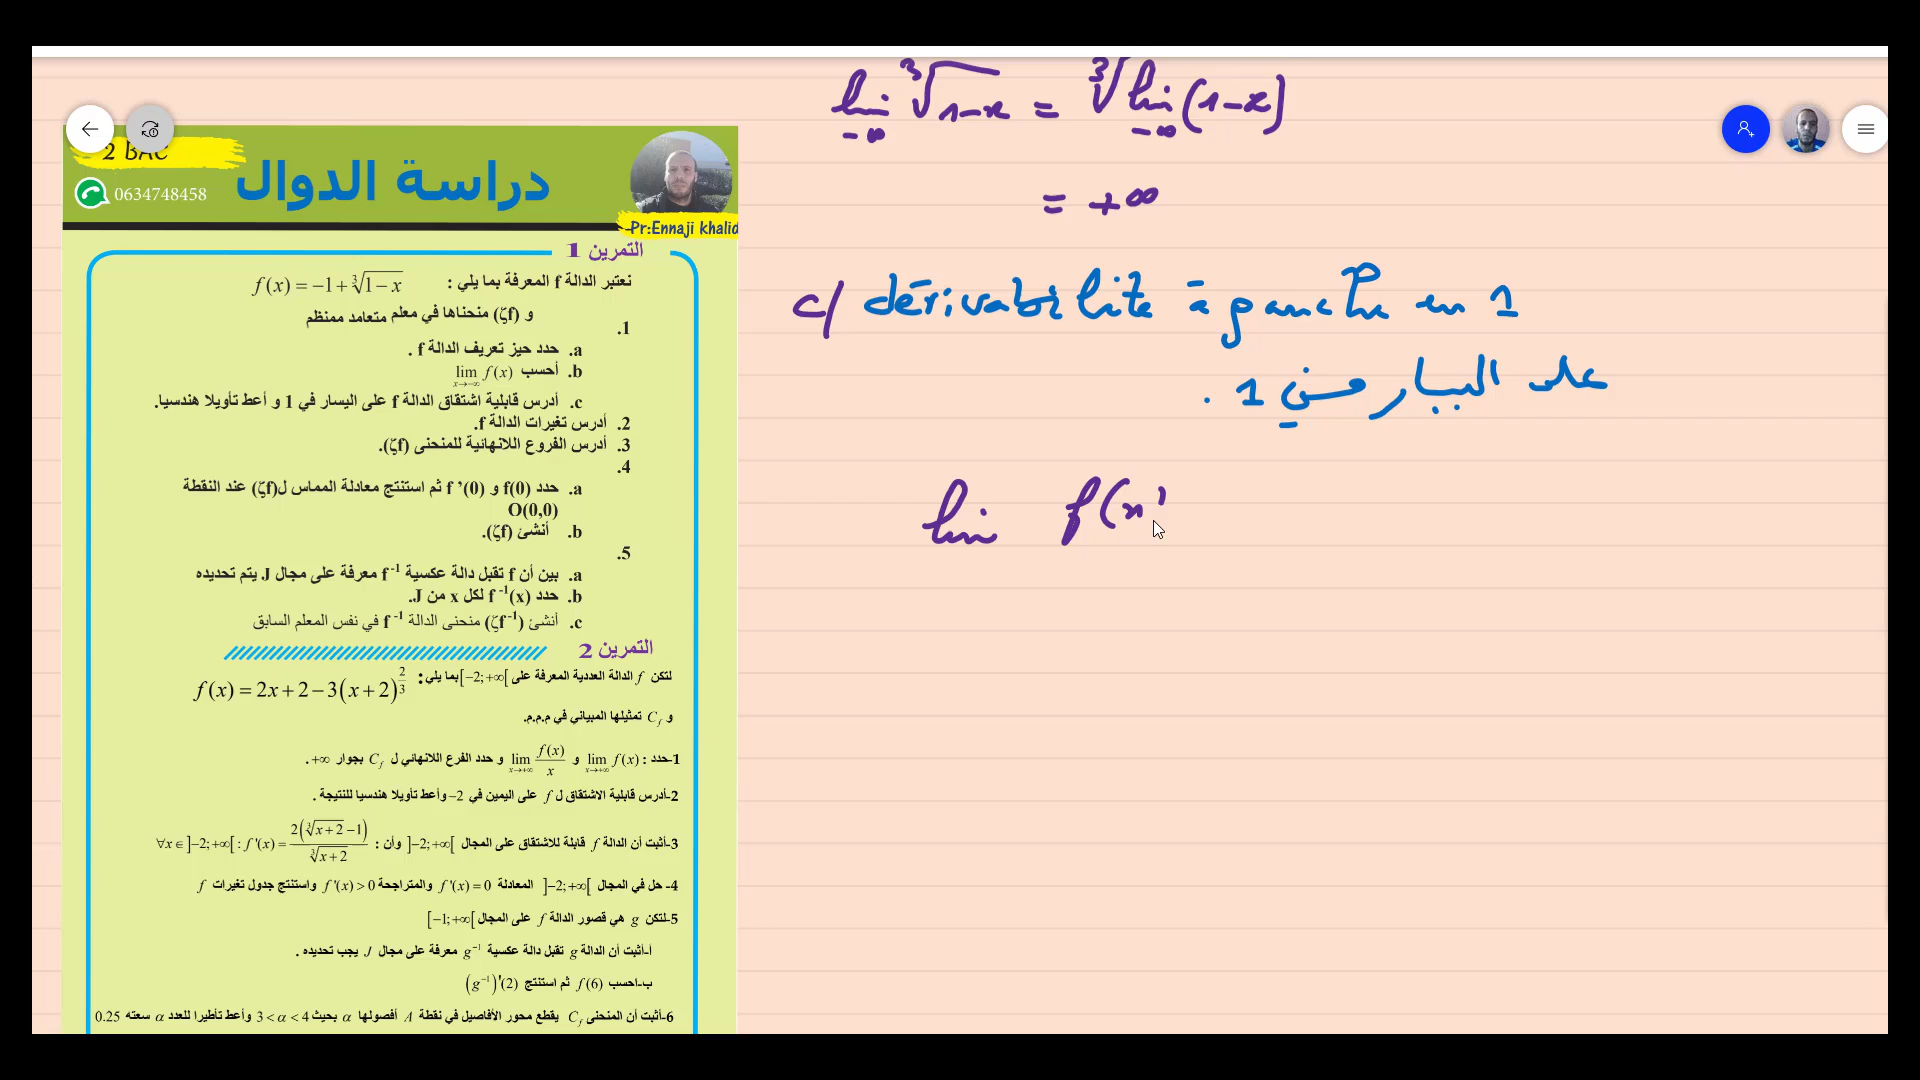 2 BAC
0634748458
دراسة الدوال
Pr:Ennaji khalid
التمرين 1
نعتبر الدالة f المعرفة بما يلي : f(x) = −1 + ∛(1 − x)
و (ζf) منحناها في معلم متعامد ممنظم
1.
a. حدد حيز تعريف الدالة f .
b. أحسب lim f(x) x→−∞
c. أدرس قابلية اشتقاق الدالة f على اليسار في 1 و أعط تأويلا هندسيا.
2. أدرس تغيرات الدالة f.
3. أدرس الفروع اللانهائية للمنحنى (ζf).
4.
a. حدد f(0) و f '(0) ثم استنتج معادلة المماس ل(ζf) عند النقطة
O(0,0)
b. أنشئ (ζf).
5.
a. بين أن f تقبل دالة عكسية f⁻¹ معرفة على مجال J يتم تحديده
b. حدد f⁻¹(x) لكل x من J.
c. أنشئ (ζf⁻¹) منحنى الدالة f⁻¹ في نفس المعلم السابق
التمرين 2
لتكن f الدالة العددية المعرفة على [−2;+∞[ بما يلي: f(x) = 2x + 2 − 3(x + 2)^(2/3)
و C_f تمثيلها المبياني في م.م.م.
1-حدد : lim f(x) x→+∞ و lim f(x)/x x→+∞ و حدد الفرع اللانهائي ل C_f بجوار +∞ .
2-أدرس قابلية الاشتقاق ل f على اليمين في −2 وأعط تأويلا هندسيا للنتيجة .
3-أثبت أن الدالة f قابلة للاشتقاق على المجال ]−2;+∞[ وأن : ∀x ∈ ]−2;+∞[ : f '(x) = 2(∛(x+2) − 1)/∛(x+2)
4- حل في المجال ]−2;+∞[ المعادلة f '(x) = 0 والمتراجحة f '(x) > 0 واستنتج جدول تغيرات f
5-لتكن g هي قصور الدالة f على المجال [−1;+∞[
أ-أثبت أن الدالة g تقبل دالة عكسية g⁻¹ معرفة على مجال J يجب تحديده .
ب-احسب f(6) ثم استنتج (g⁻¹)'(2)
6-أثبت أن المنحنى C_f يقطع محور الأفاصيل في نقطة A أفصولها α بحيث 3 < α < 4 وأعط تأطيرا للعدد α سعته 0.25
lim −∞ ∛(1−x) = ∛(lim −∞ (1−x))
= +∞
c/ dérivabilité à gauche en 1
على اليسار من 1 .
lim f(x)